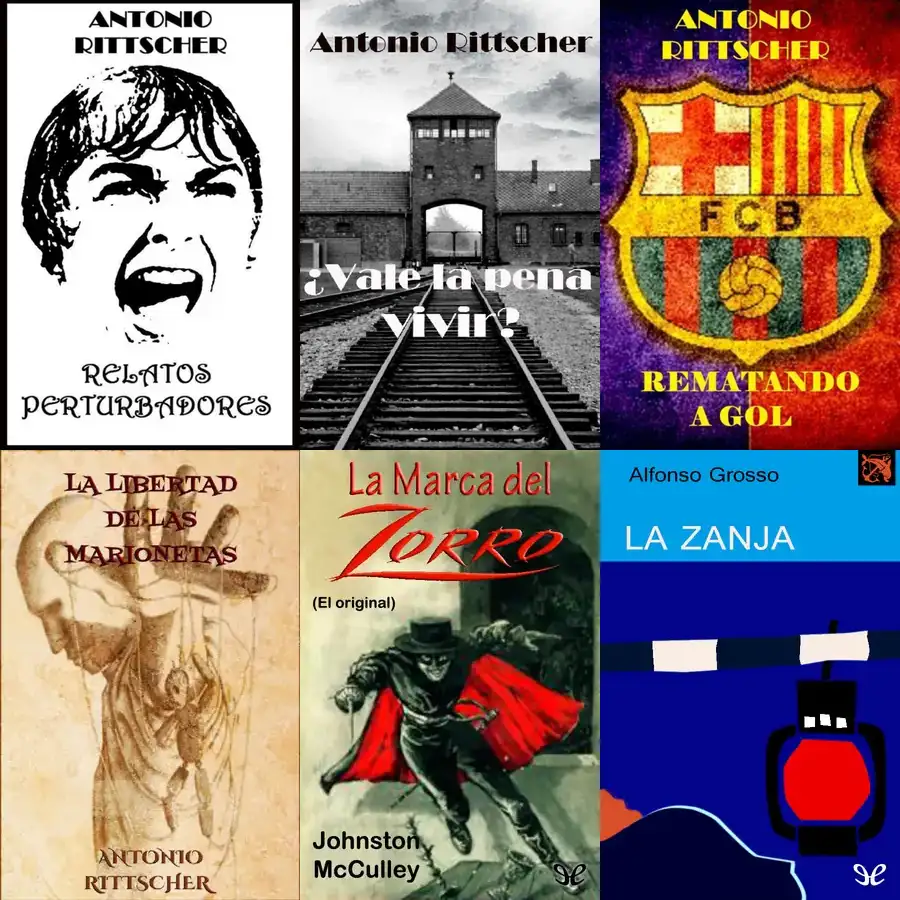 ANTONIO
RITTSCHER
RELATOS
PERTURBADORES
Antonio Rittscher
¿Vale la pena
vivir?
ANTONIO
RITTSCHER
FCB
REMATANDO
A GOL
LA LIBERTAD
DE LAS
MARIONETAS
ANTONIO
RITTSCHER
La Marca del
ZORRO
(El original)
Johnston
McCulley
Alfonso Grosso
LA ZANJA